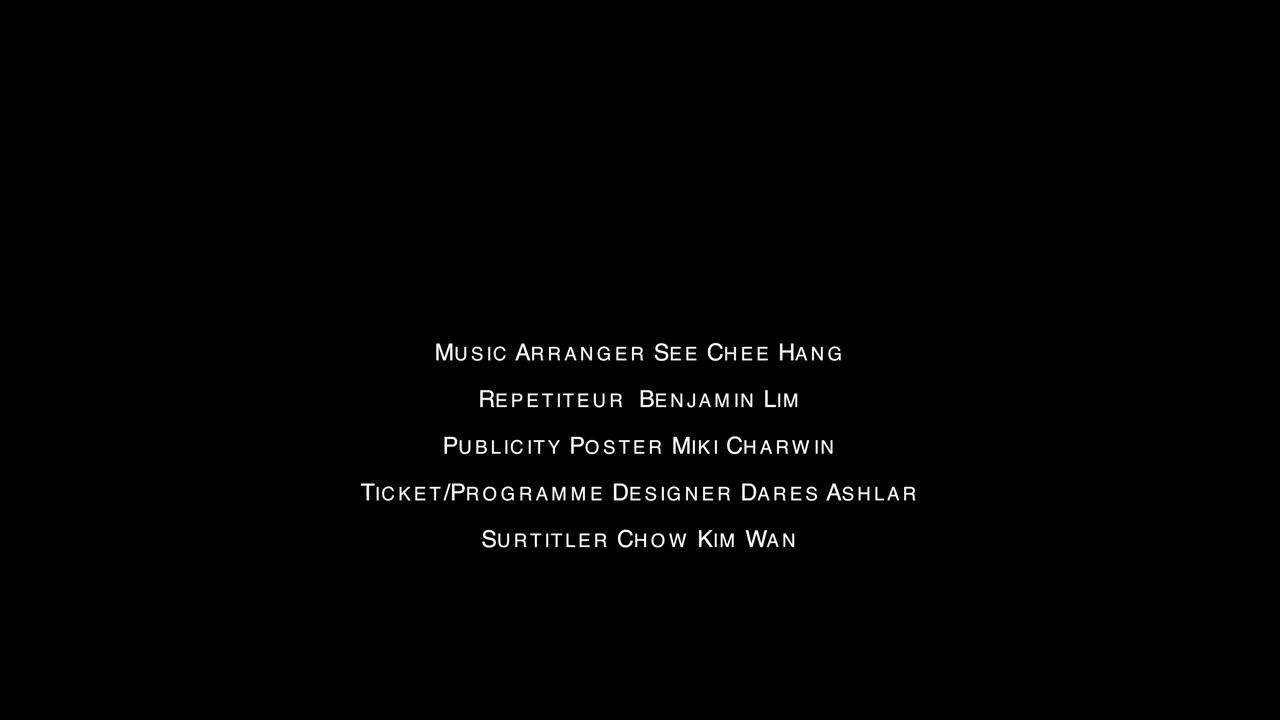 Music Arranger See Chee Hang
Repetiteur  Benjamin Lim
Publicity Poster Miki Charwin
Ticket/Programme Designer Dares Ashlar
Surtitler Chow Kim Wan